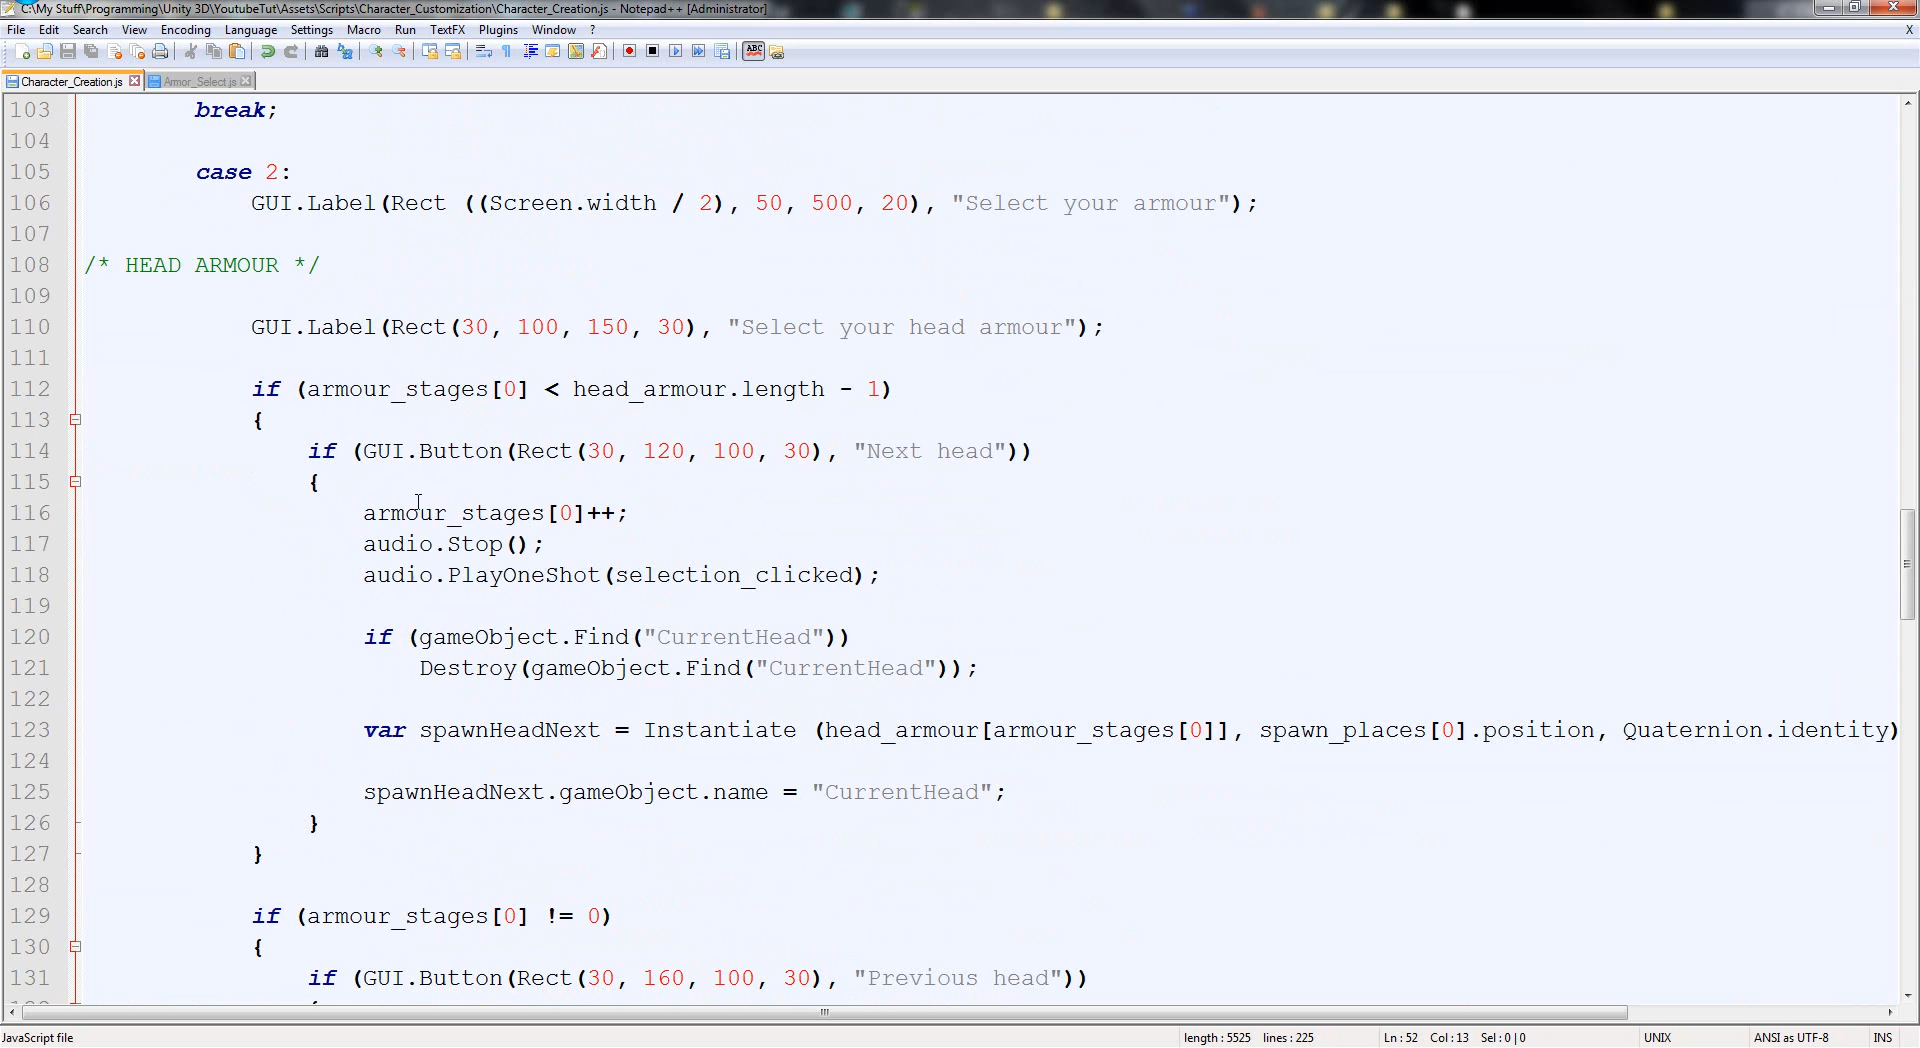 C:\My Stuff\Programming\Unity 3D\YoutubeTut\Assets\Scripts\Character_Customization\Character_Creation.js - Notepad++ [Administrator]
File Edit Search View Encoding Language Settings Macro Run TextFX Plugins Window ? X
Character_Creation.js Armor_Select.js
103 break;
104
105 case 2:
106 GUI.Label(Rect ((Screen.width / 2), 50, 500, 20), "Select your armour");
107
108 /* HEAD ARMOUR */
109
110 GUI.Label(Rect(30, 100, 150, 30), "Select your head armour");
111
112 if (armour_stages[0] < head_armour.length - 1)
113 {
114 if (GUI.Button(Rect(30, 120, 100, 30), "Next head"))
115 {
116 armour_stages[0]++;
117 audio.Stop();
118 audio.PlayOneShot(selection_clicked);
119
120 if (gameObject.Find("CurrentHead"))
121 Destroy(gameObject.Find("CurrentHead"));
122
123 var spawnHeadNext = Instantiate (head_armour[armour_stages[0]], spawn_places[0].position, Quaternion.identity)
124
125 spawnHeadNext.gameObject.name = "CurrentHead";
126 }
127 }
128
129 if (armour_stages[0] != 0)
130 {
131 if (GUI.Button(Rect(30, 160, 100, 30), "Previous head"))
JavaScript file length : 5525 lines : 225 Ln : 52 Col : 13 Sel : 0 | 0 UNIX ANSI as UTF-8 INS